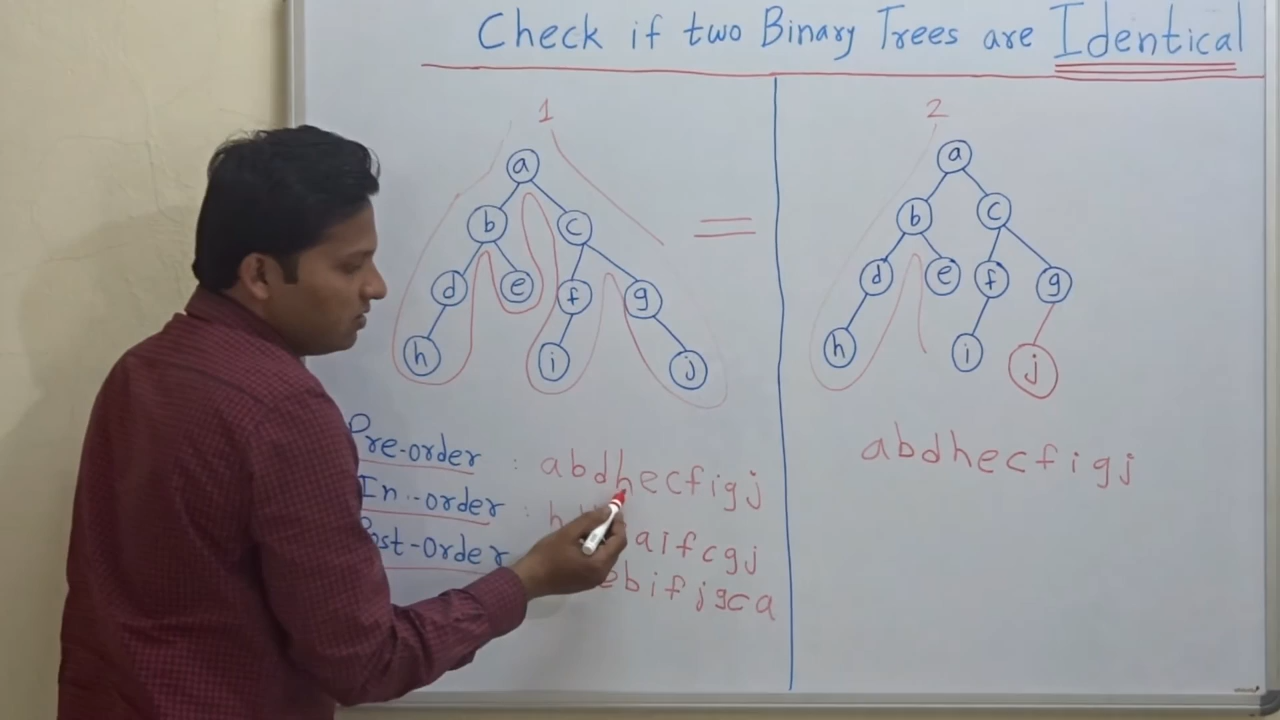 Check if two Binary Trees are Identical
1
2
a
a
b c
b c
=
d e f g
d e f g
h i j
h i j
Pre-order : abdhecfigj
abdhecfigj
In-order : h aifcgj
Post-Order ebifjgca